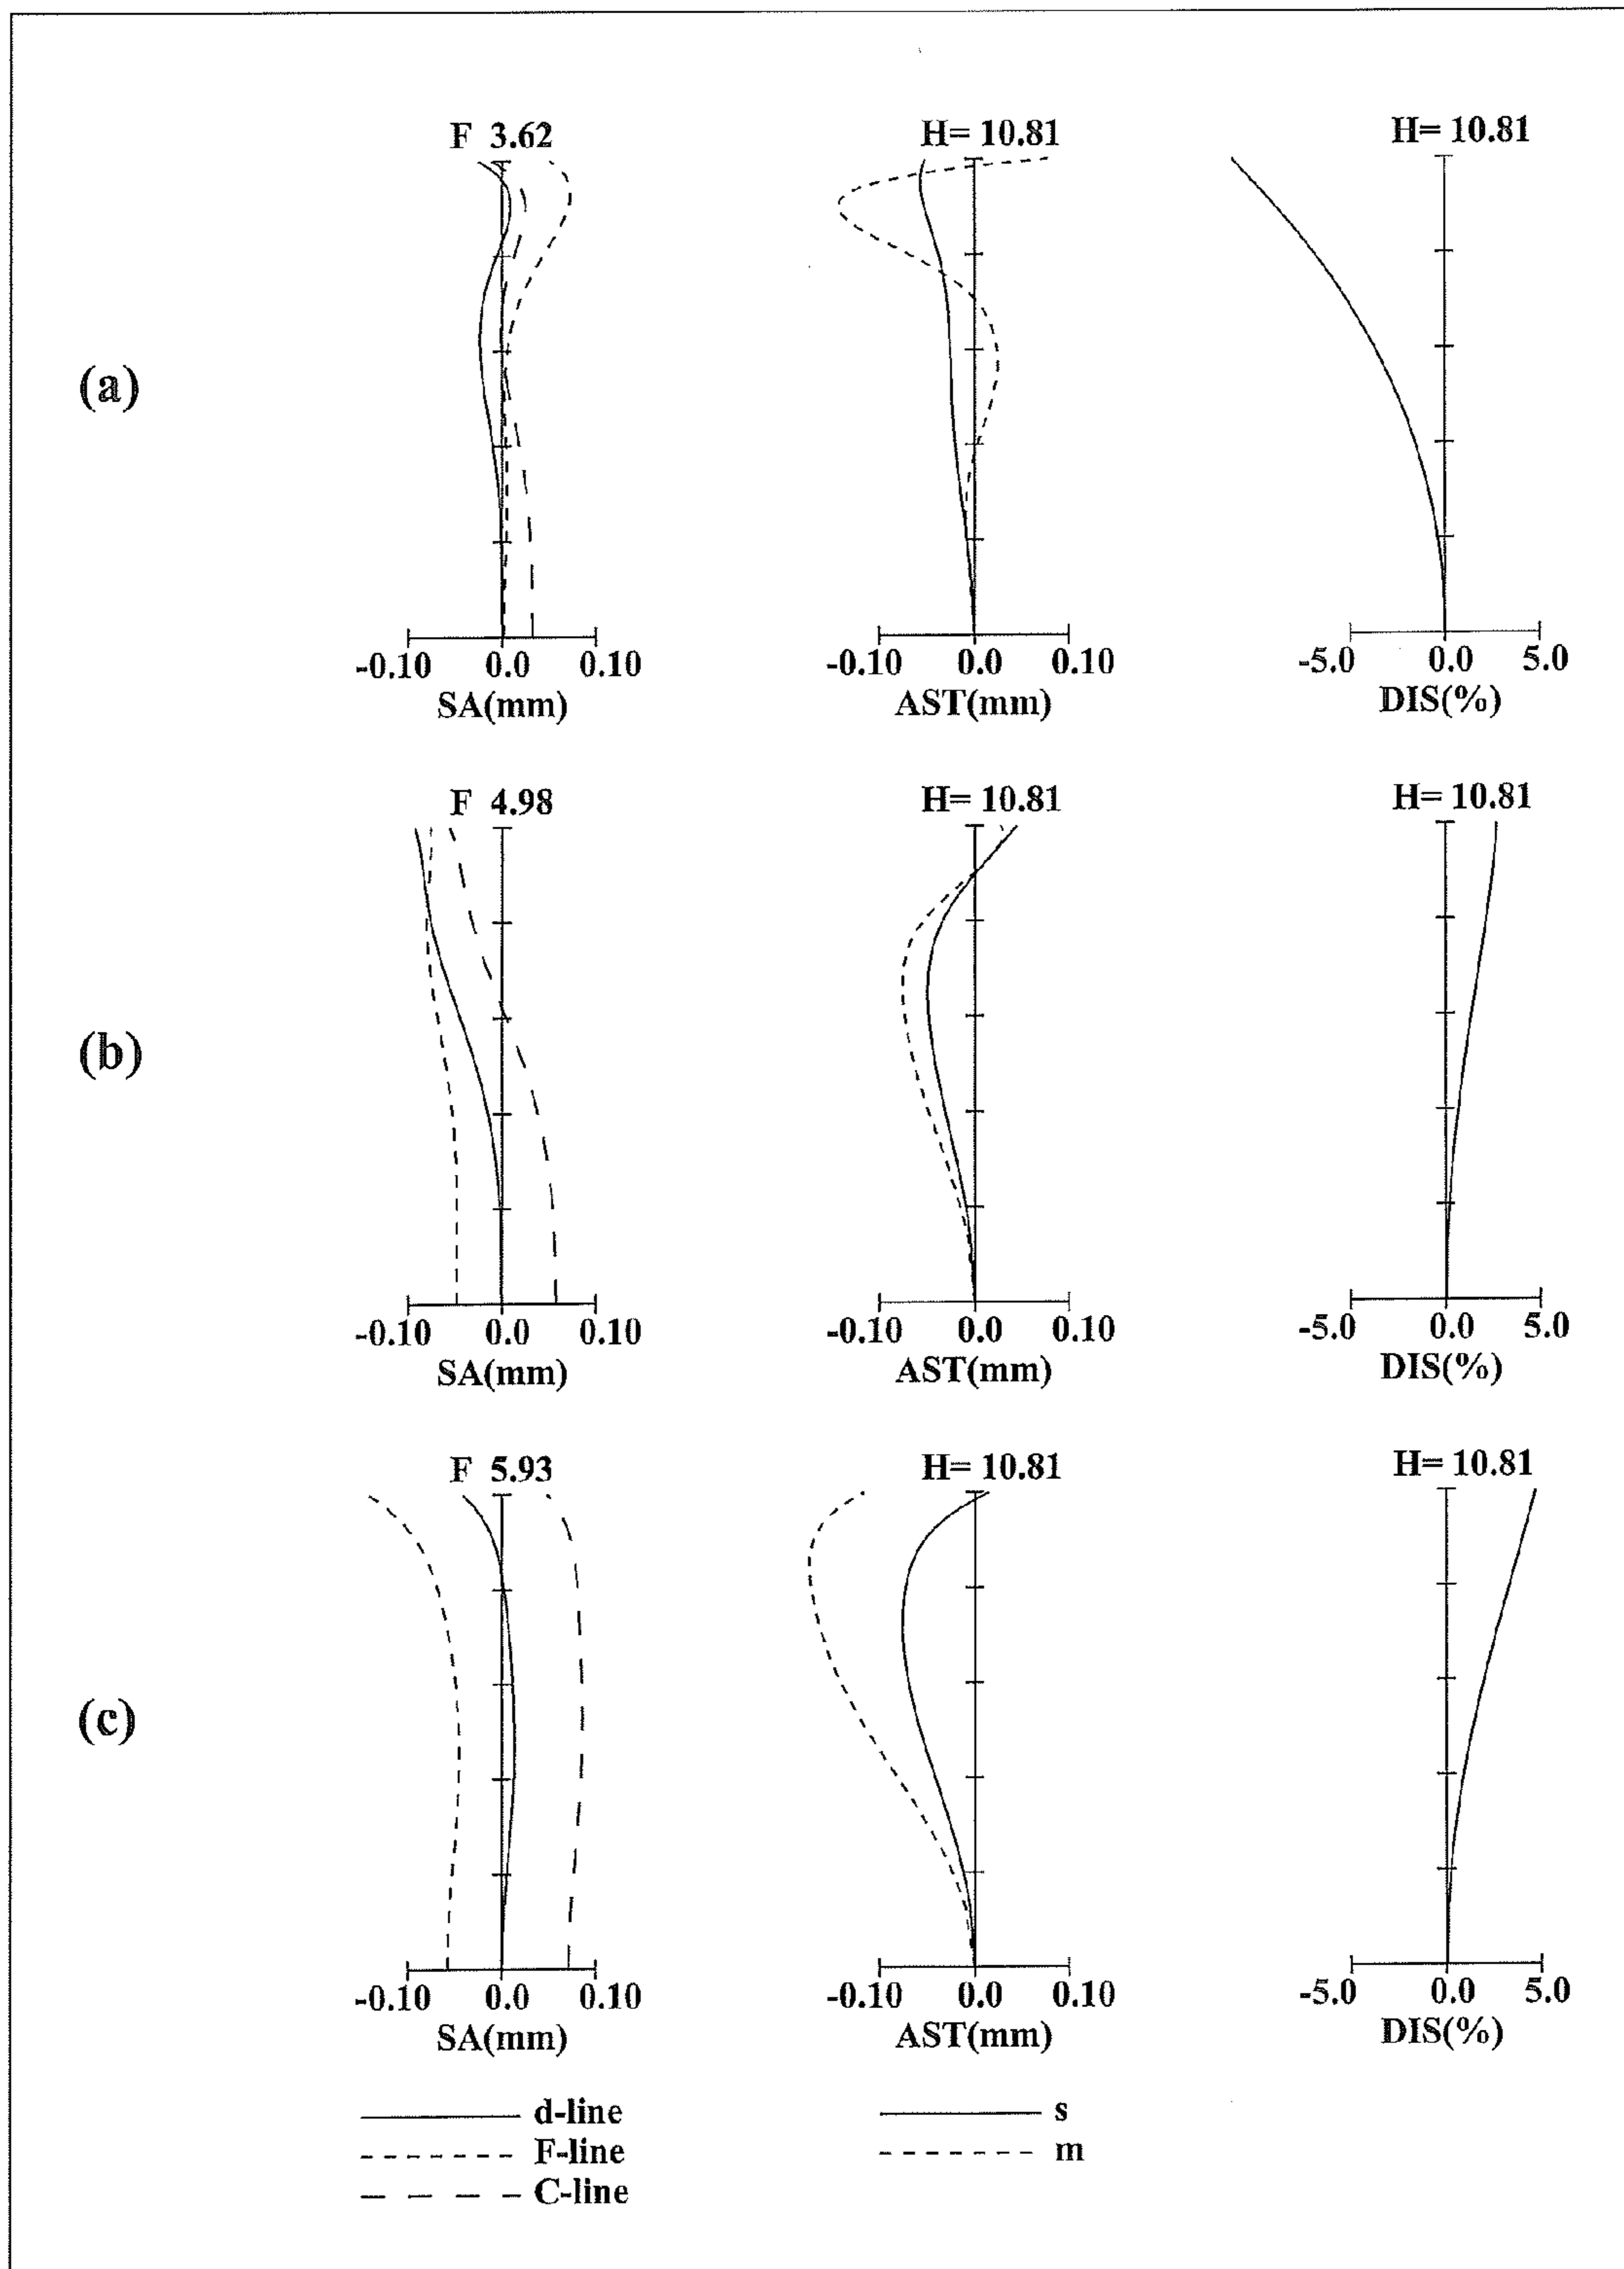 F 3.62 H= 10.81 H= 10.81
(a)
-0.10 0.0 0.10 -0.10 0.0 0.10 -5.0 0.0 5.0
SA(mm) AST(mm) DIS(%)
F 4.98 H= 10.81 H= 10.81
(b)
-0.10 0.0 0.10 -0.10 0.0 0.10 -5.0 0.0 5.0
SA(mm) AST(mm) DIS(%)
F 5.93 H= 10.81 H= 10.81
(c)
-0.10 0.0 0.10 -0.10 0.0 0.10 -5.0 0.0 5.0
SA(mm) AST(mm) DIS(%)
d-line s
F-line m
C-line